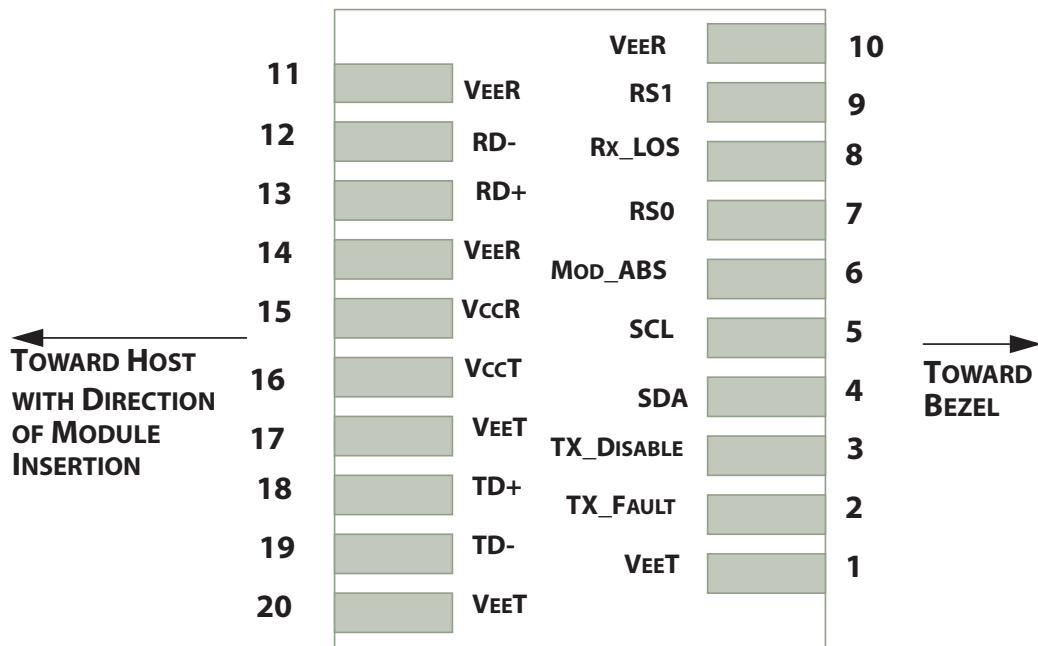 11 VEER
12 RD-
13 RD+
14 VEER
15 VCCR
16 VCCT
17 VEET
18 TD+
19 TD-
20 VEET
VEER 10
RS1 9
RX_LOS 8
RS0 7
MOD_ABS 6
SCL 5
SDA 4
TX_DISABLE 3
TX_FAULT 2
VEET 1
TOWARD HOST
WITH DIRECTION
OF MODULE
INSERTION
TOWARD
BEZEL